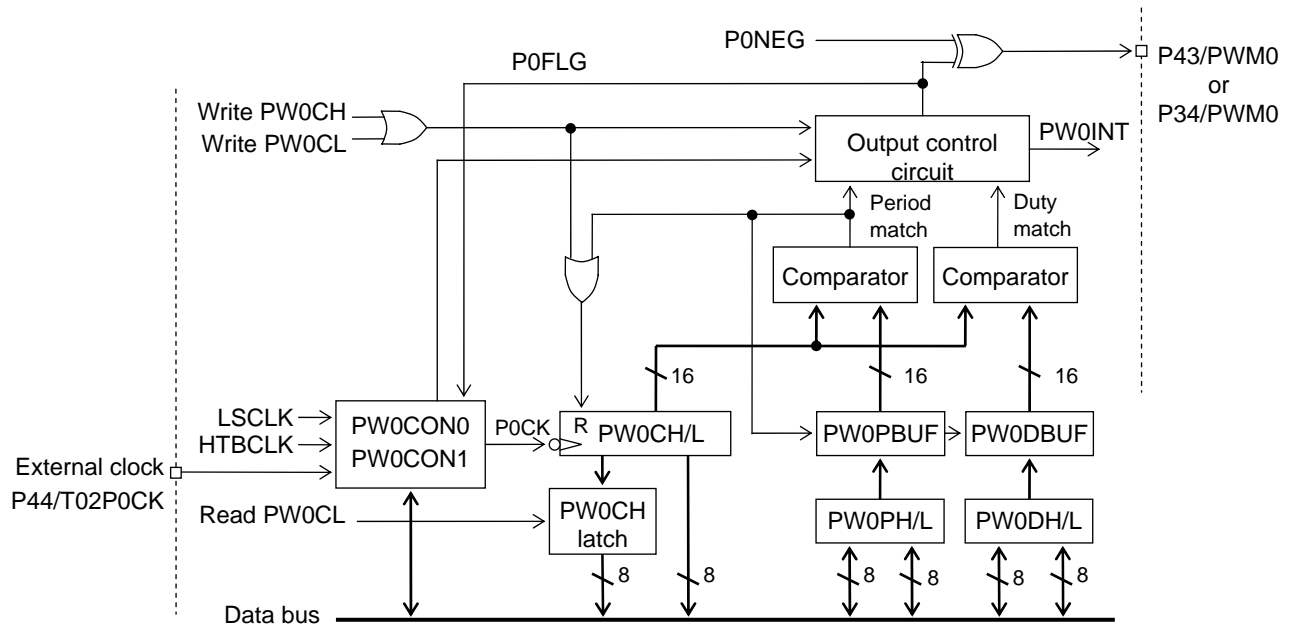 P0NEG
P43/PWM0
or
P34/PWM0
P0FLG
Write PW0CH
Write PW0CL
Output control
circuit
PW0INT
Period
match
Duty
match
Comparator
Comparator
16
16
16
LSCLK
HTBCLK
External clock
P44/T02P0CK
PW0CON0
PW0CON1
P0CK
R
PW0CH/L
PW0PBUF
PW0DBUF
Read PW0CL
PW0CH
latch
PW0PH/L
PW0DH/L
8
8
8
8
8
8
Data bus